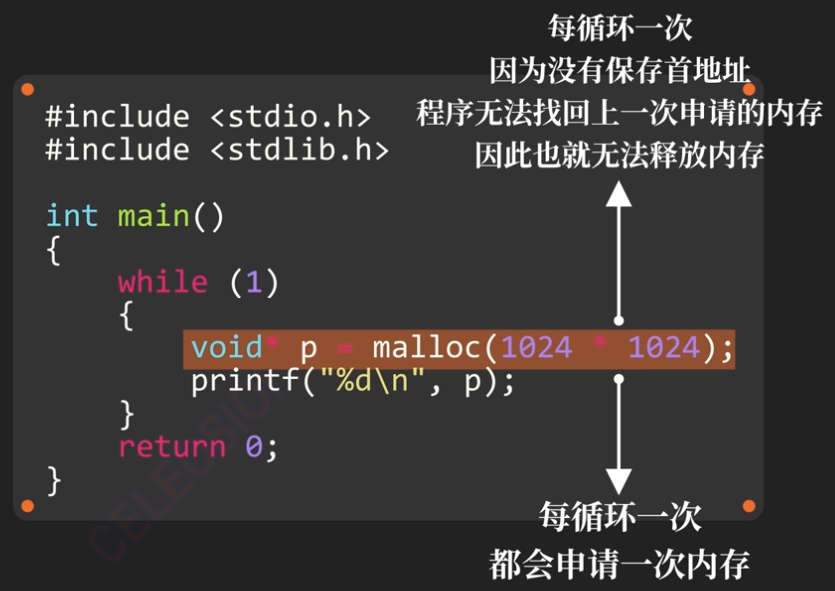 每循环一次
因为没有保存首地址
程序无法找回上一次申请的内存
因此也就无法释放内存
#include <stdio.h>
#include <stdlib.h>
int main()
{
while (1)
{
void* p = malloc(1024 * 1024);
printf("%d\n", p);
}
return 0;
}
每循环一次
都会申请一次内存
CELECSION